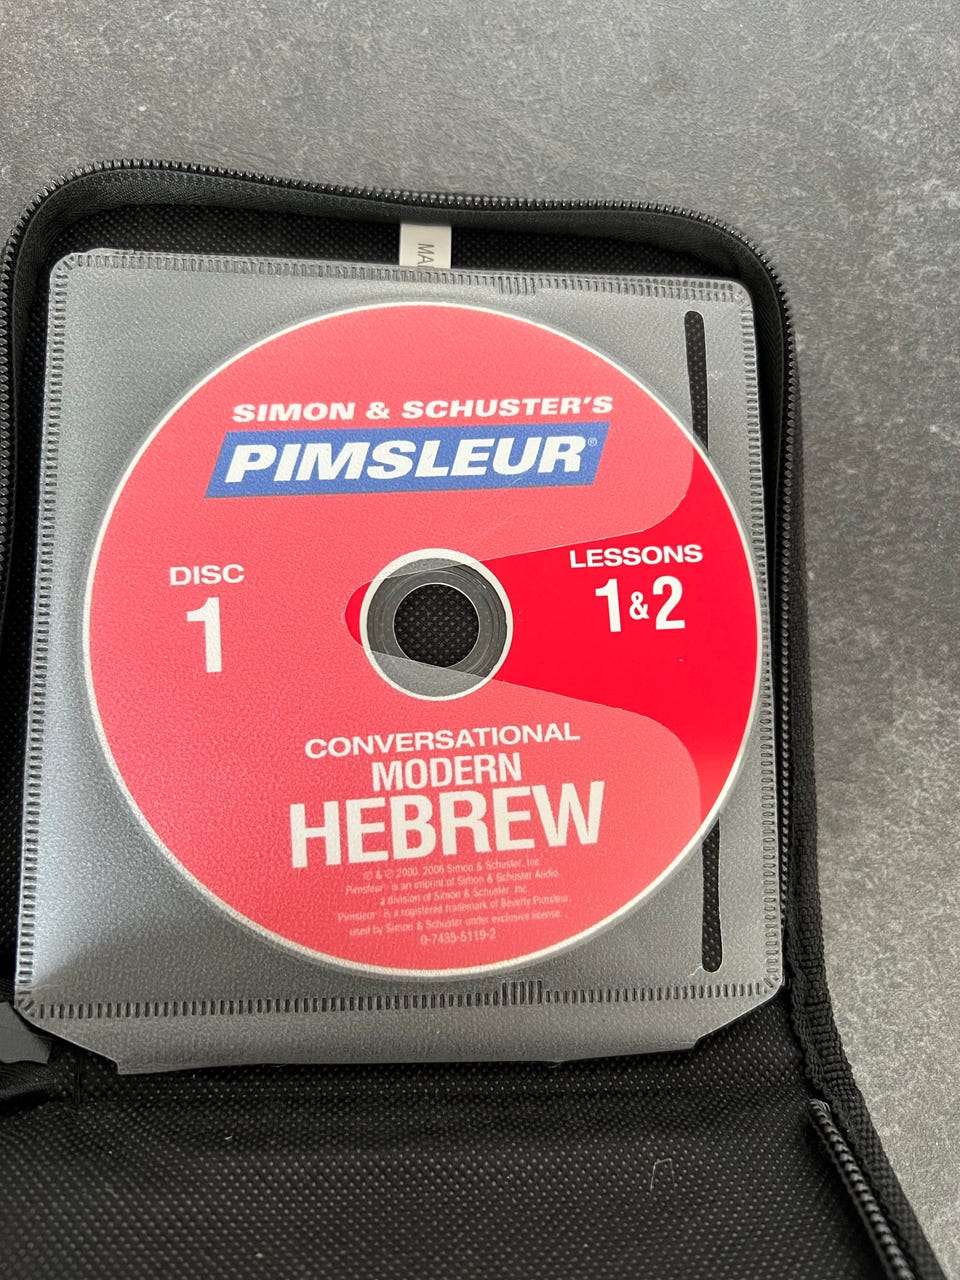 MA
SIMON & SCHUSTER'S
PIMSLEUR®
DISC
1
LESSONS
1&2
CONVERSATIONAL
MODERN
HEBREW
© & ℗ 2000, 2005 Simon & Schuster, Inc.
Pimsleur® is an imprint of Simon & Schuster Audio,
a division of Simon & Schuster, Inc.
Pimsleur® is a registered trademark of Beverly Pimsleur,
used by Simon & Schuster under exclusive license.
0-7435-5119-2